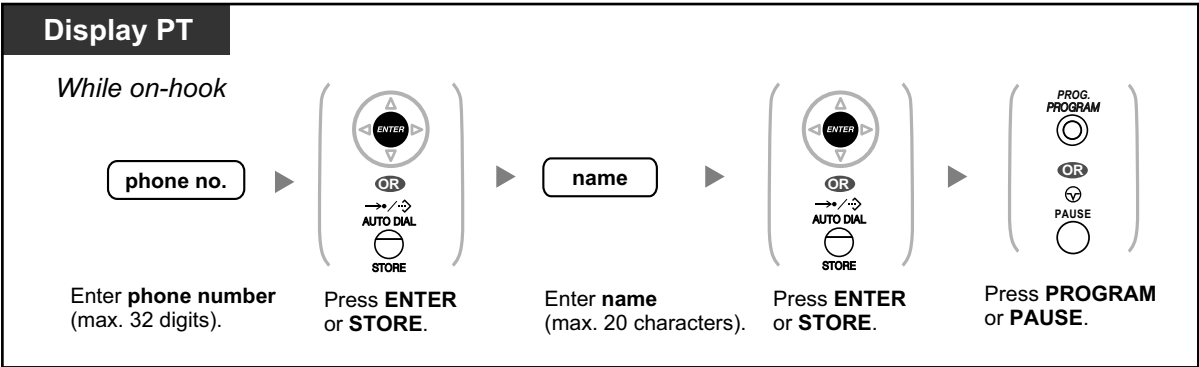 Display PT
While on-hook
phone no.
ENTER
OR
AUTO DIAL
STORE
name
ENTER
OR
AUTO DIAL
STORE
PROG.
PROGRAM
OR
PAUSE
Enter phone number
(max. 32 digits).
Press ENTER
or STORE.
Enter name
(max. 20 characters).
Press ENTER
or STORE.
Press PROGRAM
or PAUSE.